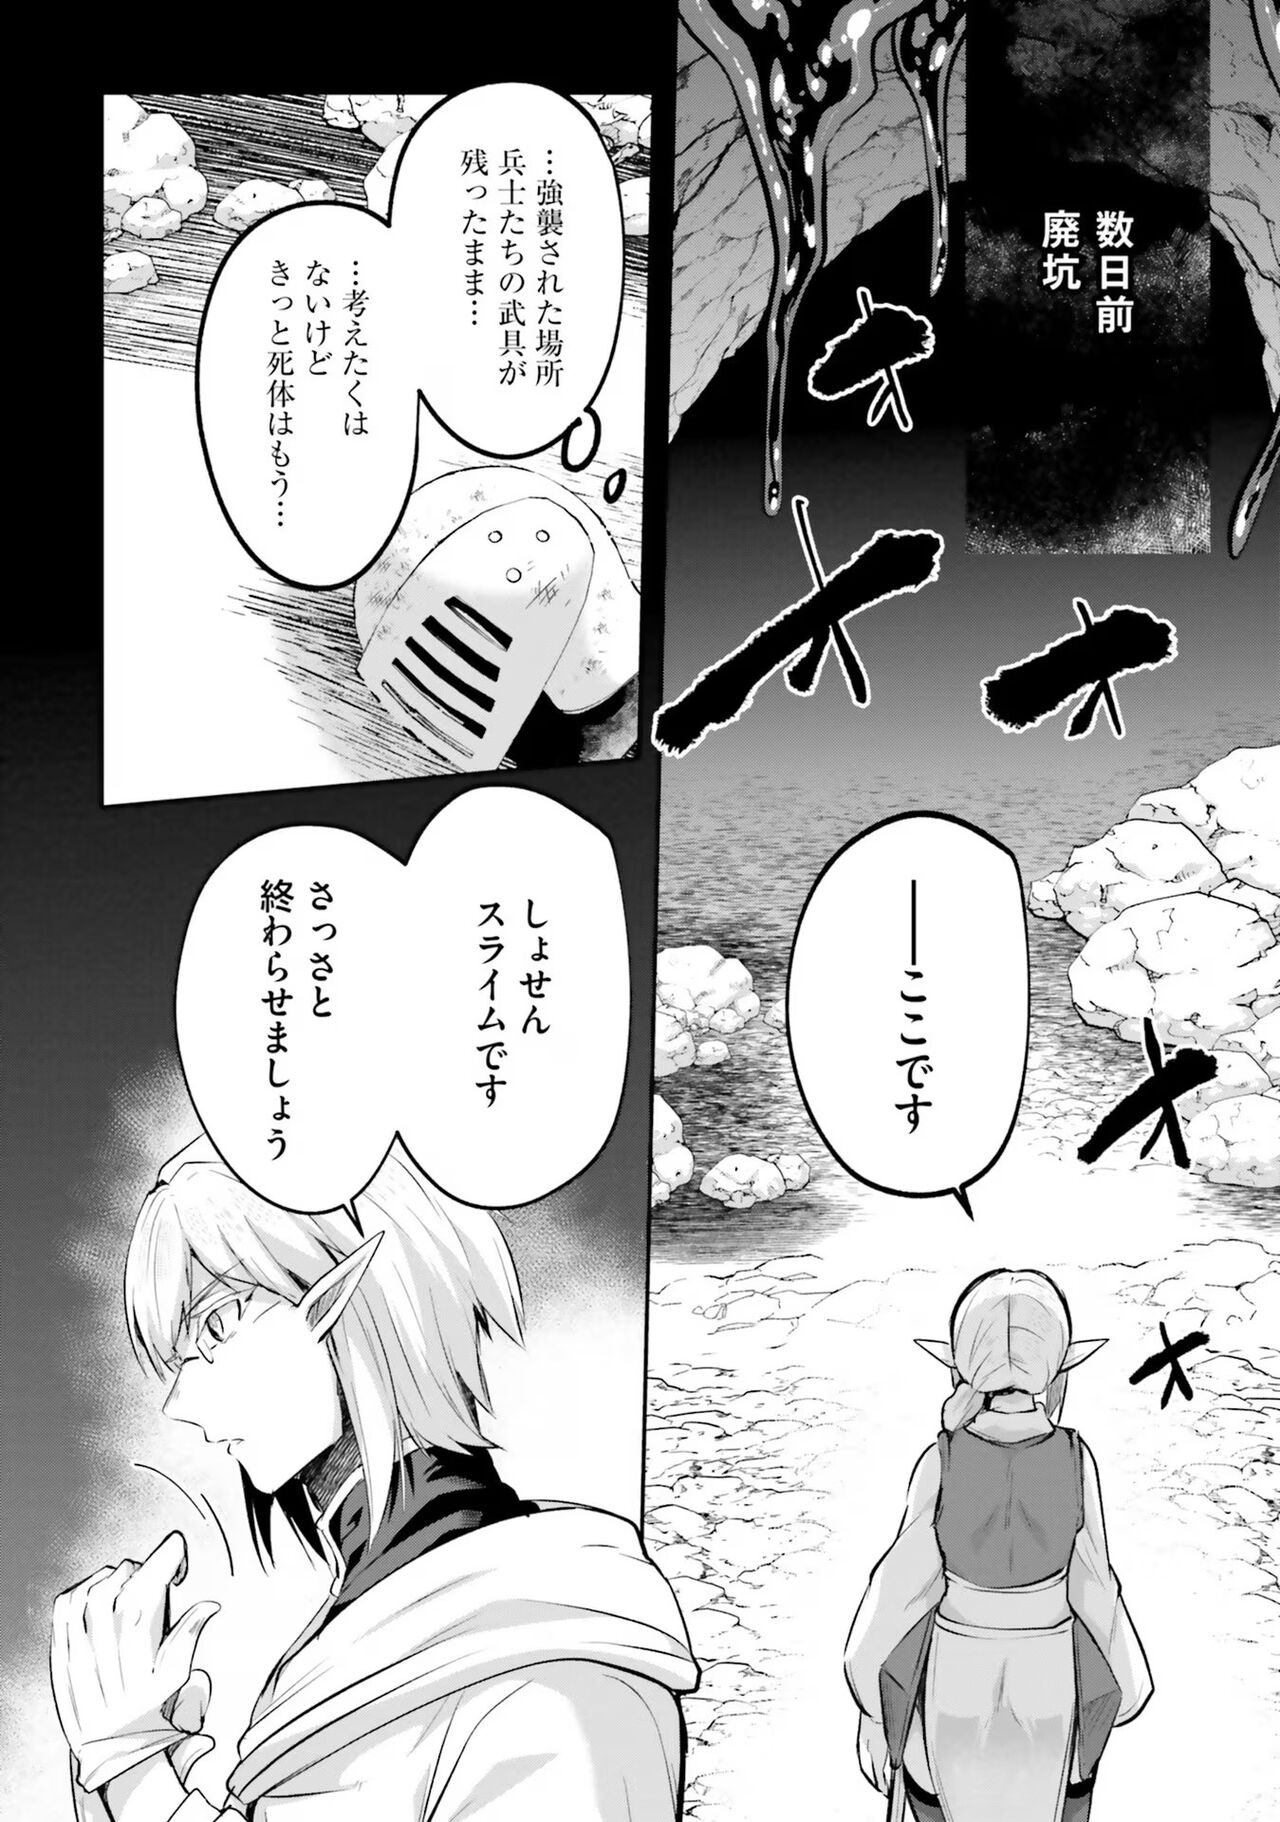 数日前
廃坑
――ここです
…強襲された場所
兵士たちの武具が
残ったまま…
…考えたくは
ないけど
きっと死体はもう…
しょせん
スライムです
さっさと
終わらせましょう